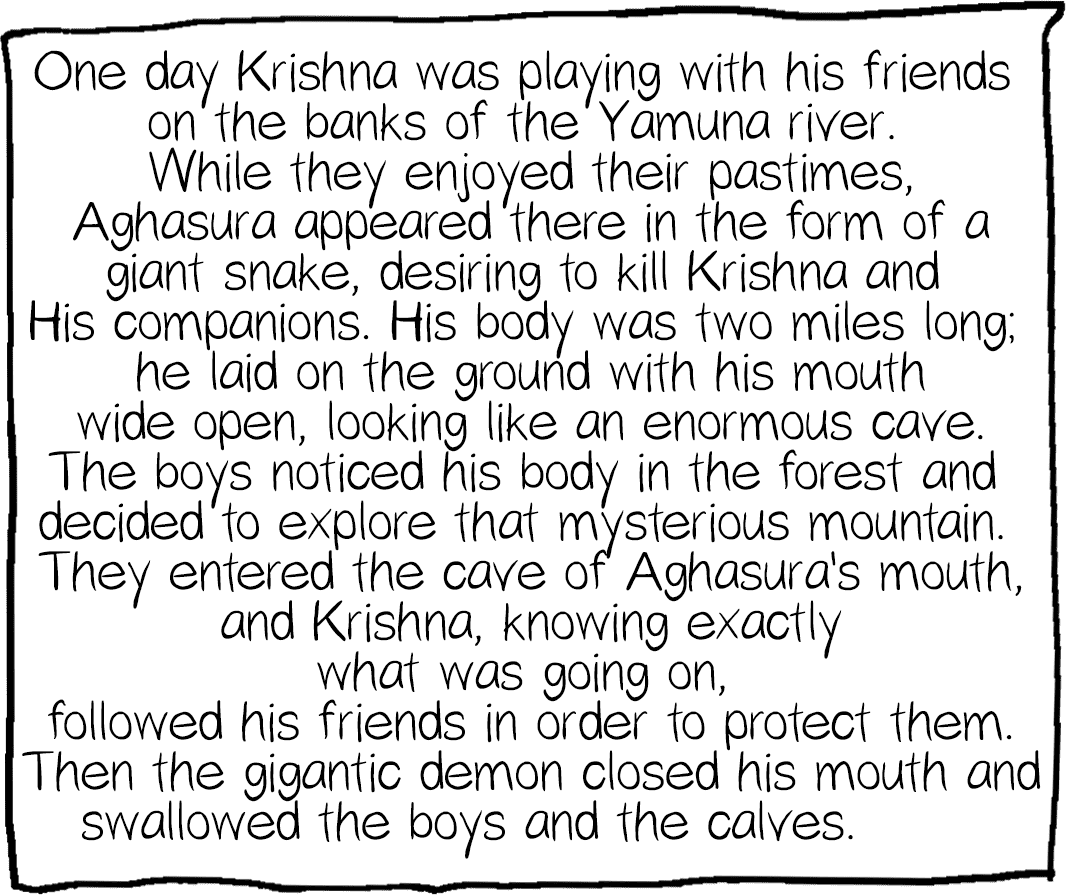 One day Krishna was playing with his friends
on the banks of the Yamuna river.
While they enjoyed their pastimes,
Aghasura appeared there in the form of a
giant snake, desiring to kill Krishna and
His companions. His body was two miles long;
he laid on the ground with his mouth
wide open, looking like an enormous cave.
The boys noticed his body in the forest and
decided to explore that mysterious mountain.
They entered the cave of Aghasura's mouth,
and Krishna, knowing exactly
what was going on,
followed his friends in order to protect them.
Then the gigantic demon closed his mouth and
swallowed the boys and the calves.